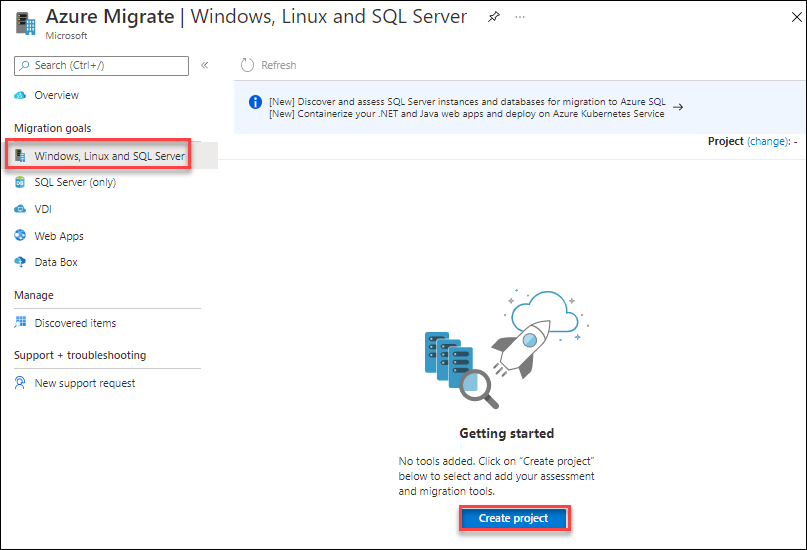 Azure Migrate | Windows, Linux and SQL Server
Microsoft
Search (Ctrl+/)
Refresh
Overview
[New] Discover and assess SQL Server instances and databases for migration to Azure SQL
[New] Containerize your .NET and Java web apps and deploy on Azure Kubernetes Service
Migration goals
Project (change): -
Windows, Linux and SQL Server
SQL Server (only)
VDI
Web Apps
Data Box
Manage
Discovered items
Support + troubleshooting
New support request
Getting started
No tools added. Click on “Create project”
below to select and add your assessment
and migration tools.
Create project